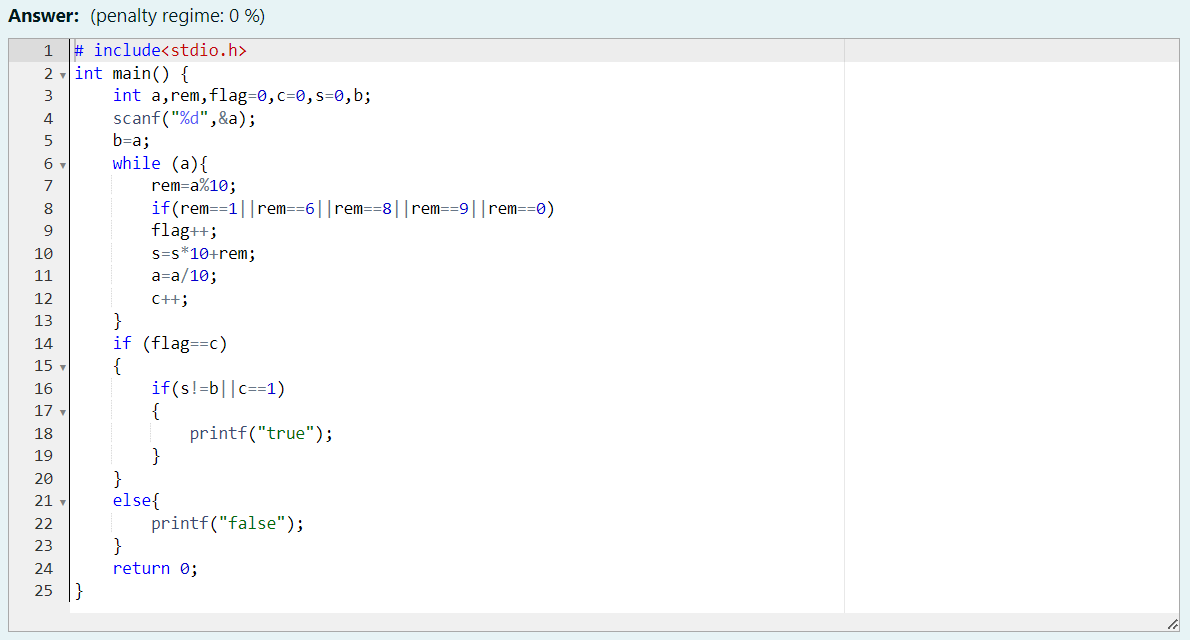 Answer: (penalty regime: 0 %)
1 # include<stdio.h>
2 int main() {
3     int a,rem,flag=0,c=0,s=0,b;
4     scanf("%d",&a);
5     b=a;
6     while (a){
7         rem=a%10;
8         if(rem==1||rem==6||rem==8||rem==9||rem==0)
9         flag++;
10         s=s*10+rem;
11         a=a/10;
12         c++;
13     }
14     if (flag==c)
15     {
16         if(s!=b||c==1)
17         {
18             printf("true");
19         }
20     }
21     else{
22         printf("false");
23     }
24     return 0;
25 }